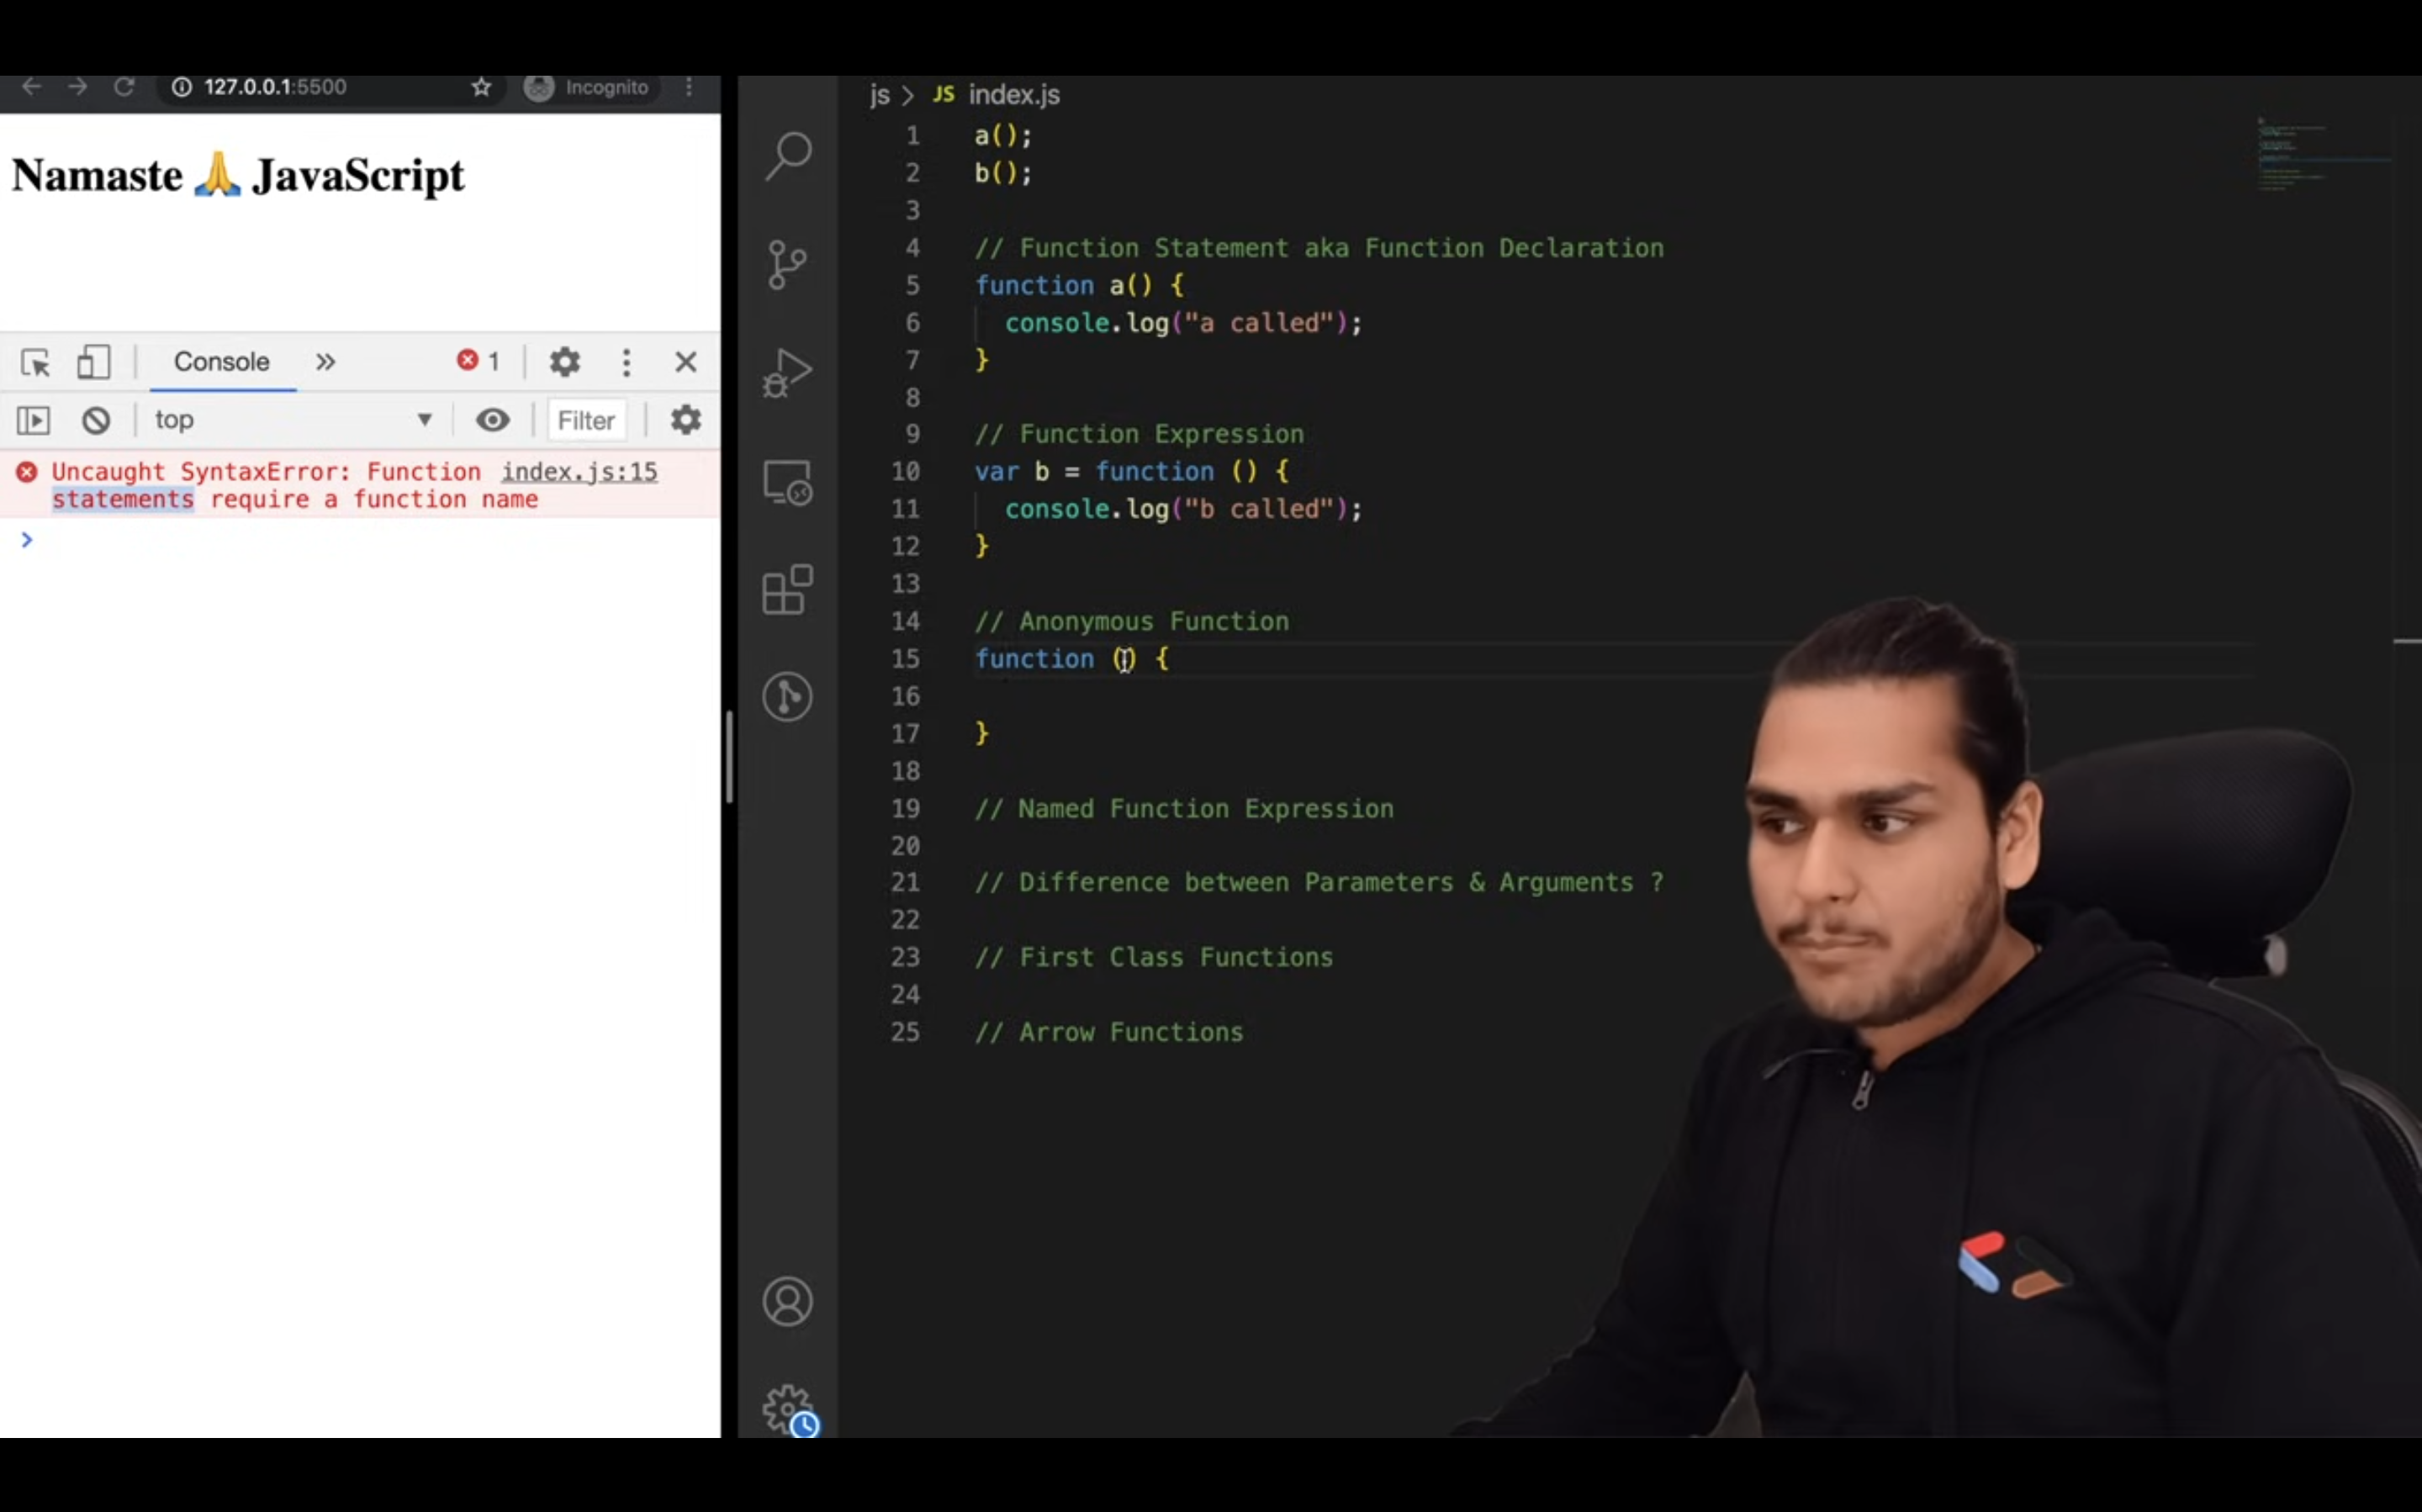 127.0.0.1:5500
Incognito
Namaste 🙏 JavaScript
Console
1
top
Filter
Uncaught SyntaxError: Function index.js:15
statements require a function name
js > JS index.js
1 a();
2 b();
3
4 // Function Statement aka Function Declaration
5 function a() {
6 console.log("a called");
7 }
8
9 // Function Expression
10 var b = function () {
11 console.log("b called");
12 }
13
14 // Anonymous Function
15 function () {
16
17 }
18
19 // Named Function Expression
20
21 // Difference between Parameters & Arguments ?
22
23 // First Class Functions
24
25 // Arrow Functions